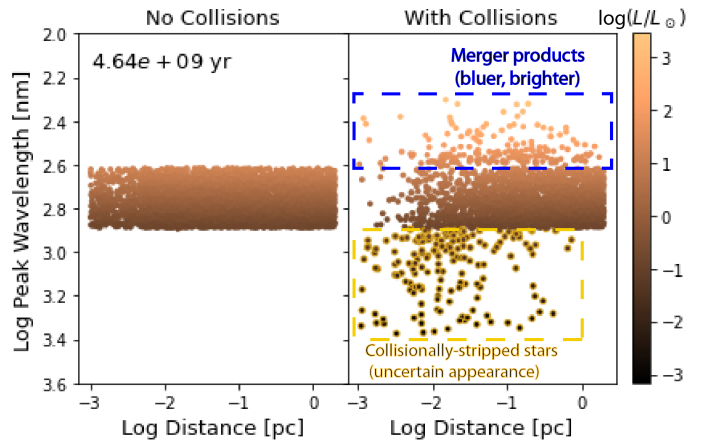 No Collisions
With Collisions
log(L/L⊙)
4.64e + 09 yr
Merger products
(bluer, brighter)
Collisionally-stripped stars
(uncertain appearance)
Log Peak Wavelength [nm]
2.0
2.2
2.4
2.6
2.8
3.0
3.2
3.4
3.6
−3
−2
−1
0
−3
−2
−1
0
Log Distance [pc]
Log Distance [pc]
3
2
1
0
−1
−2
−3